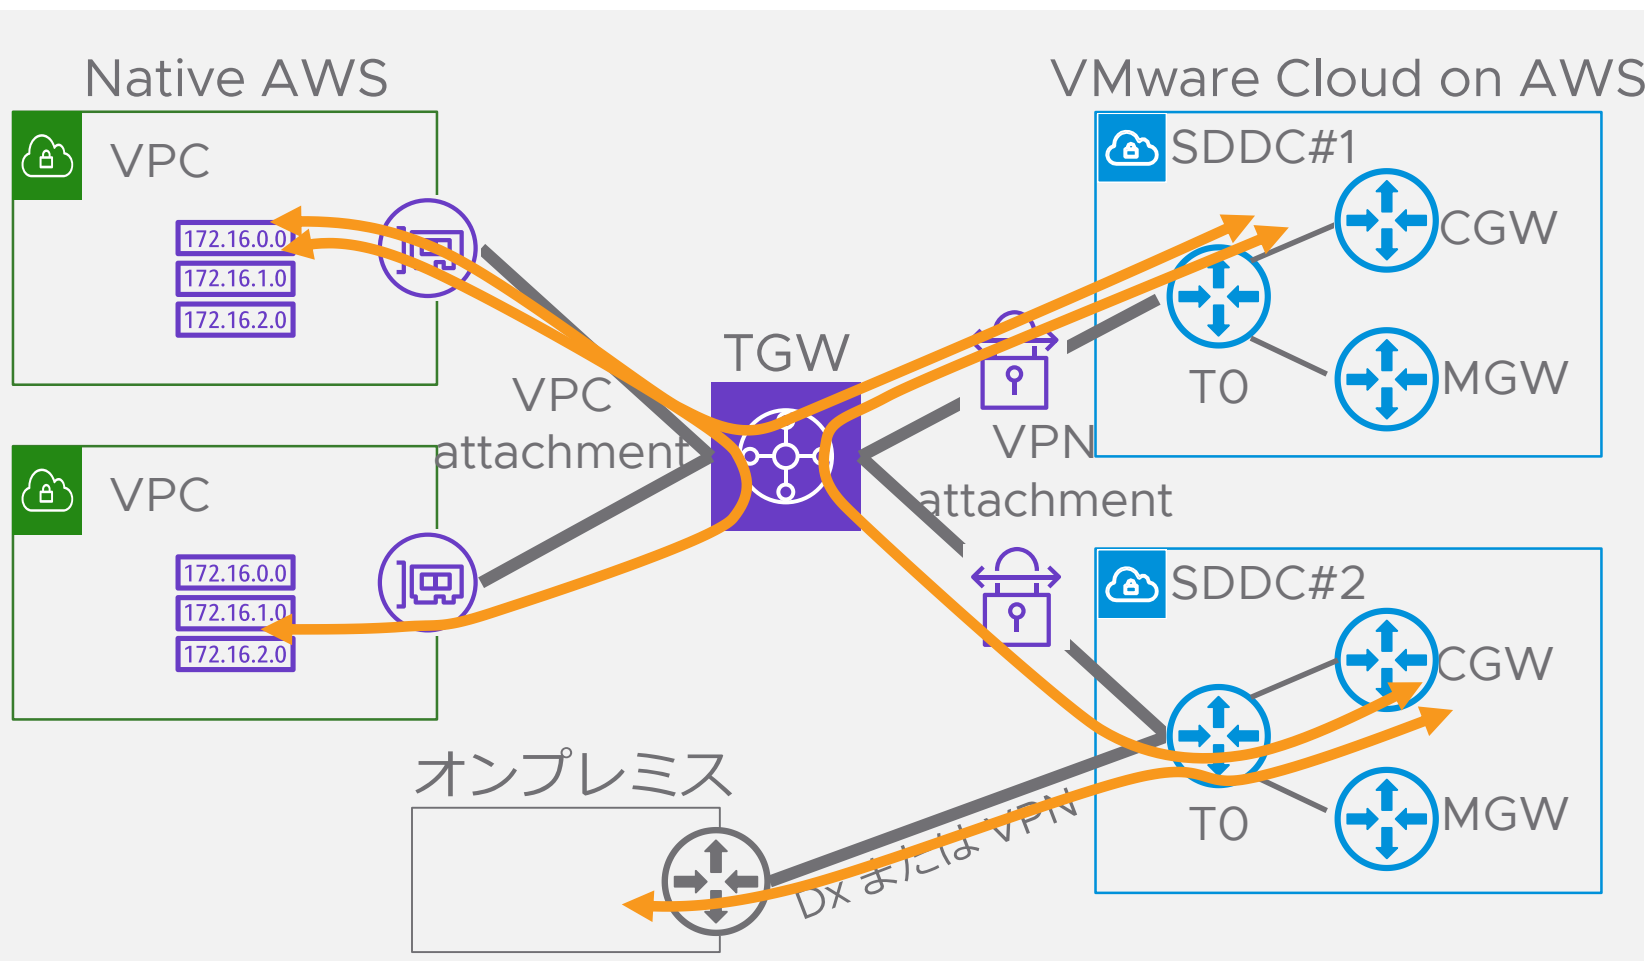 Native AWS
VMware Cloud on AWS
VPC
172.16.0.0
172.16.1.0
172.16.2.0
SDDC#1
CGW
T0
MGW
TGW
VPC
attachment
VPN
attachment
VPC
172.16.0.0
172.16.1.0
172.16.2.0
SDDC#2
CGW
T0
MGW
オンプレミス
Dx または VPN